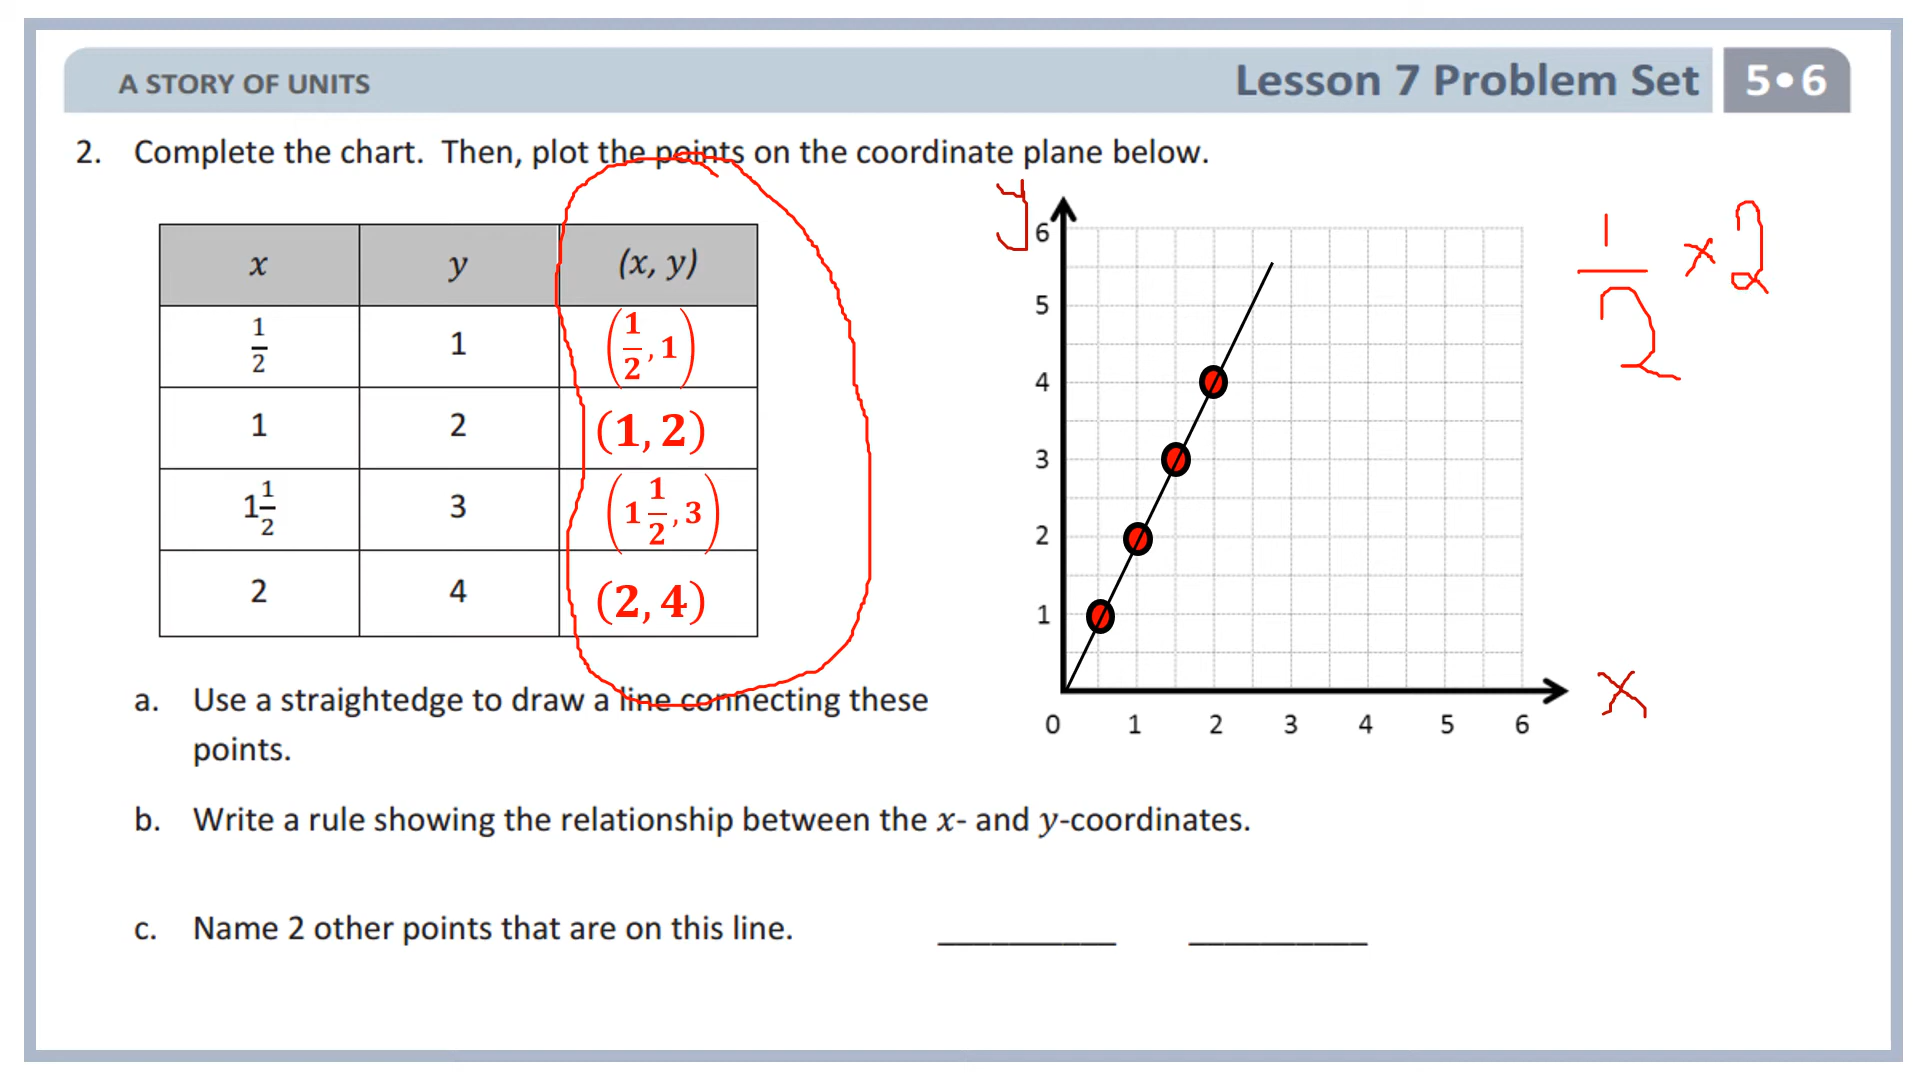 A STORY OF UNITS
Lesson 7 Problem Set 5•6
2. Complete the chart. Then, plot the points on the coordinate plane below.
x y (x, y)
1/2 1 (1/2, 1)
1 2 (1, 2)
1 1/2 3 (1 1/2, 3)
2 4 (2, 4)
y
6
5
4
3
2
1
0 1 2 3 4 5 6
x
1/2 × 2
a. Use a straightedge to draw a line connecting these
points.
b. Write a rule showing the relationship between the x- and y-coordinates.
c. Name 2 other points that are on this line. __________ __________